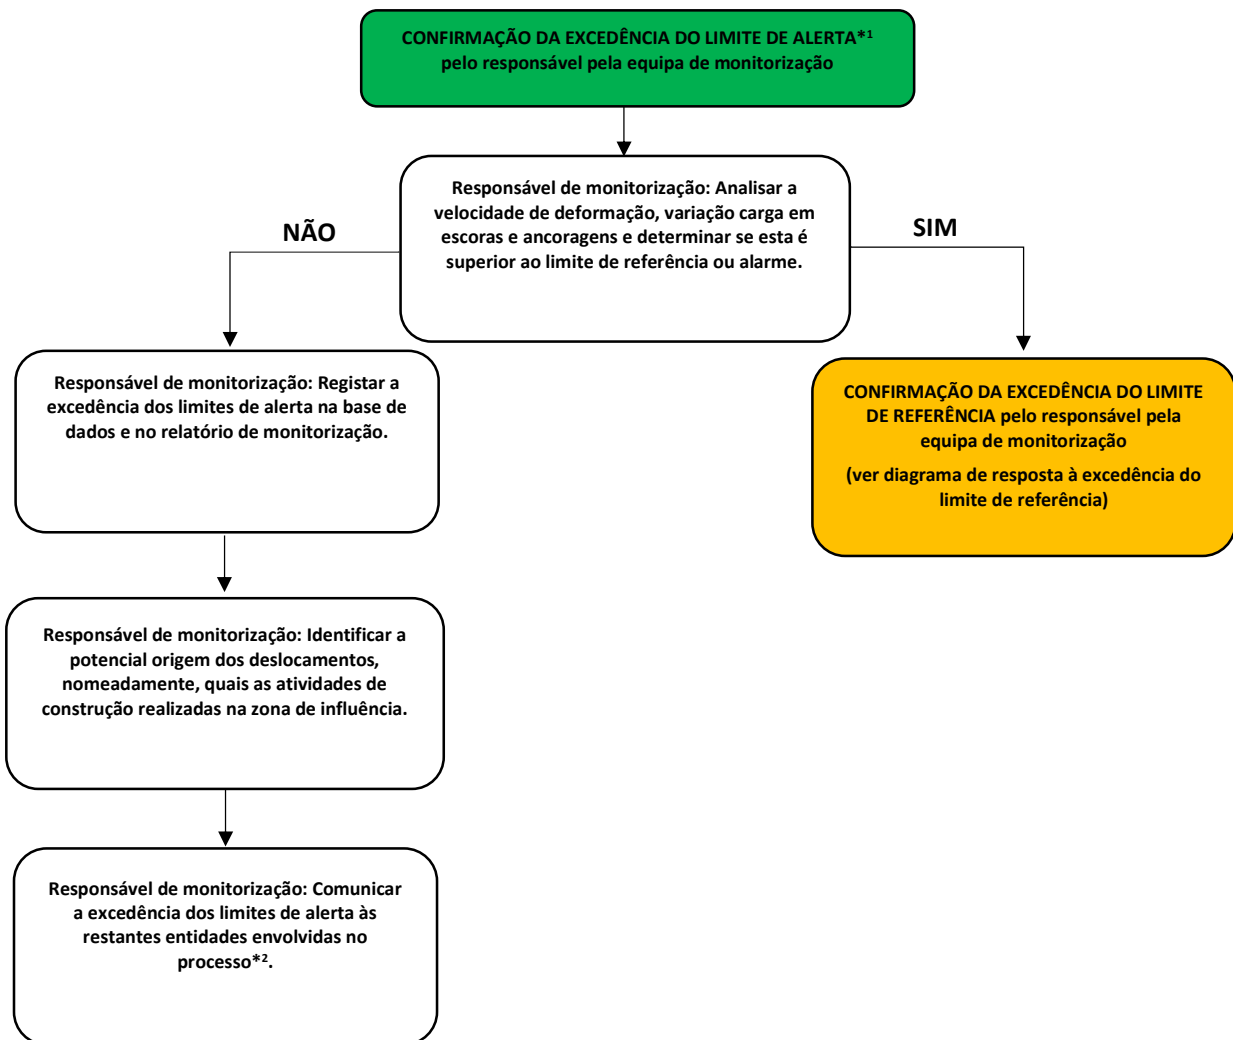 CONFIRMAÇÃO DA EXCEDÊNCIA DO LIMITE DE ALERTA*¹
pelo responsável pela equipa de monitorização
Responsável de monitorização: Analisar a
velocidade de deformação, variação carga em
escoras e ancoragens e determinar se esta é
superior ao limite de referência ou alarme.
NÃO
SIM
Responsável de monitorização: Registar a
excedência dos limites de alerta na base de
dados e no relatório de monitorização.
CONFIRMAÇÃO DA EXCEDÊNCIA DO LIMITE
DE REFERÊNCIA pelo responsável pela
equipa de monitorização
(ver diagrama de resposta à excedência do
limite de referência)
Responsável de monitorização: Identificar a
potencial origem dos deslocamentos,
nomeadamente, quais as atividades de
construção realizadas na zona de influência.
Responsável de monitorização: Comunicar
a excedência dos limites de alerta às
restantes entidades envolvidas no
processo*².